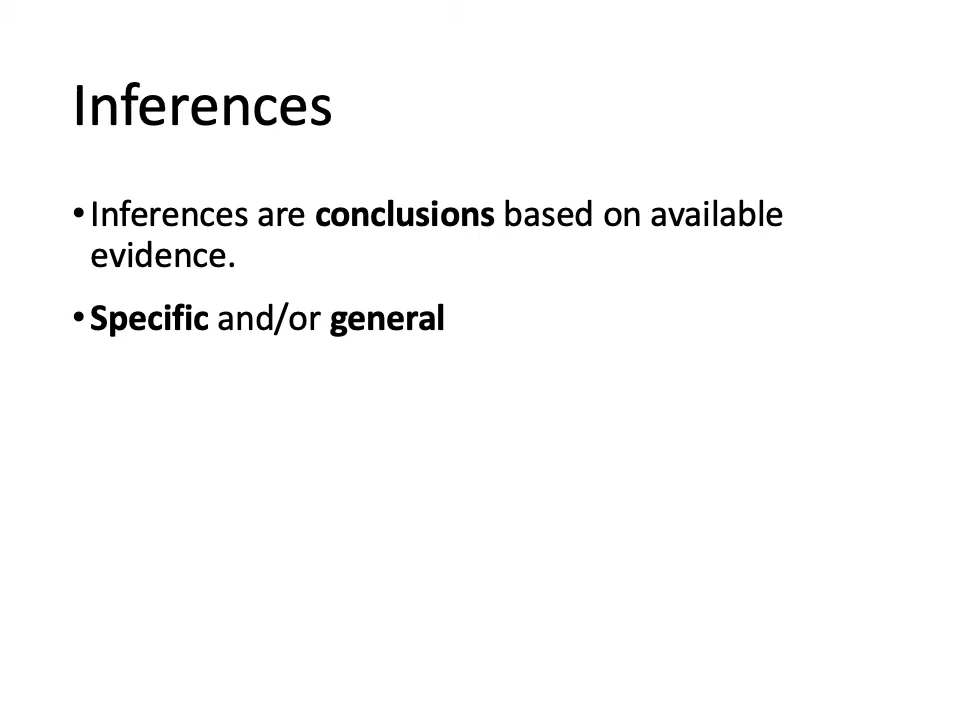 Inferences
• Inferences are conclusions based on available
evidence.
• Specific and/or general